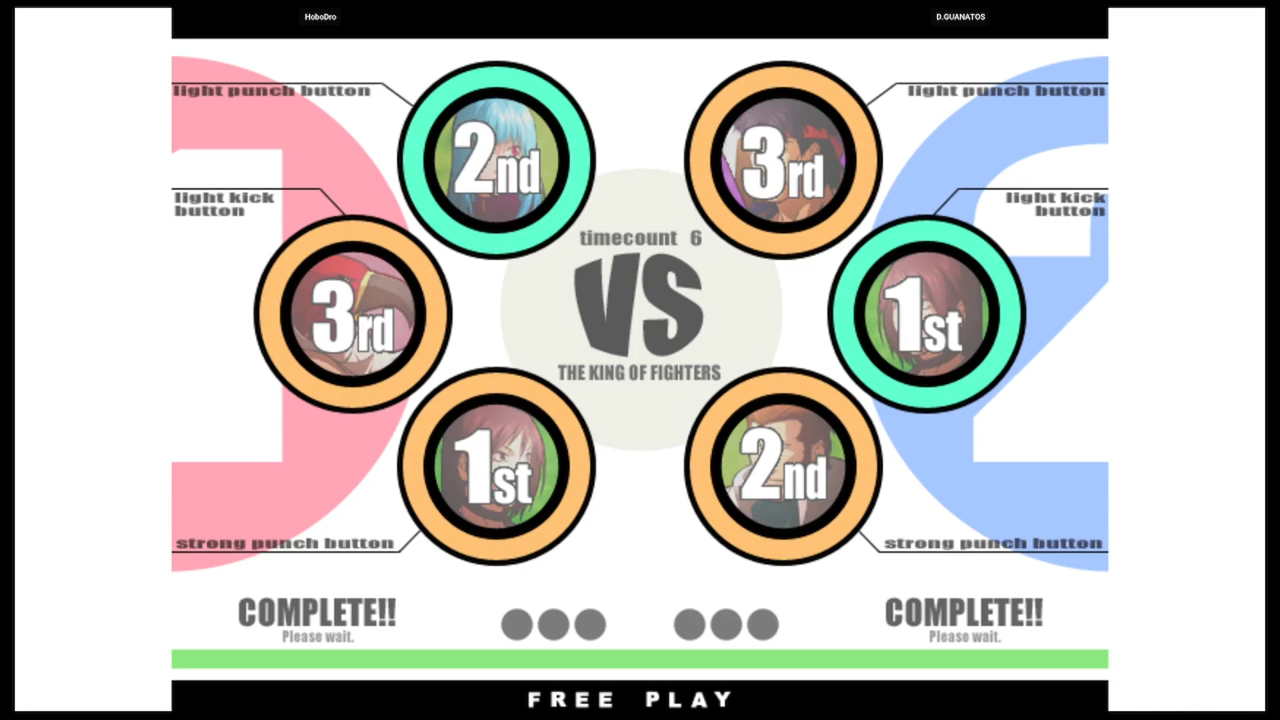 HoboDro
D.GUANATOS
light punch button
light punch button
2nd
3rd
light kick
button
light kick
button
timecount 6
VS
THE KING OF FIGHTERS
3rd
1st
1st
2nd
1
2
strong punch button
strong punch button
COMPLETE!!
Please wait.
COMPLETE!!
Please wait.
FREE PLAY